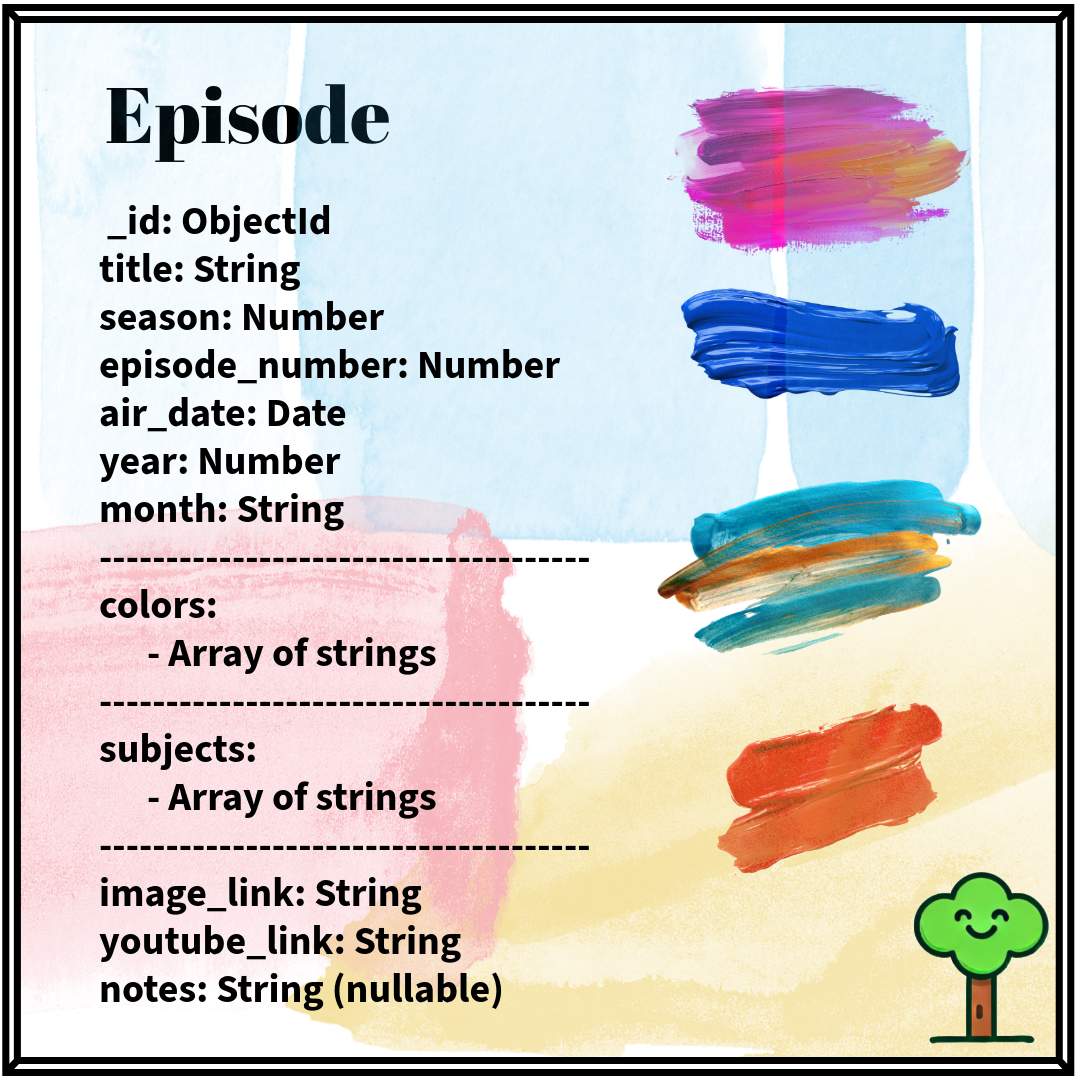 Episode
_id: ObjectId
title: String
season: Number
episode_number: Number
air_date: Date
year: Number
month: String
-------------------------------------
colors:
- Array of strings
-------------------------------------
subjects:
- Array of strings
-------------------------------------
image_link: String
youtube_link: String
notes: String (nullable)